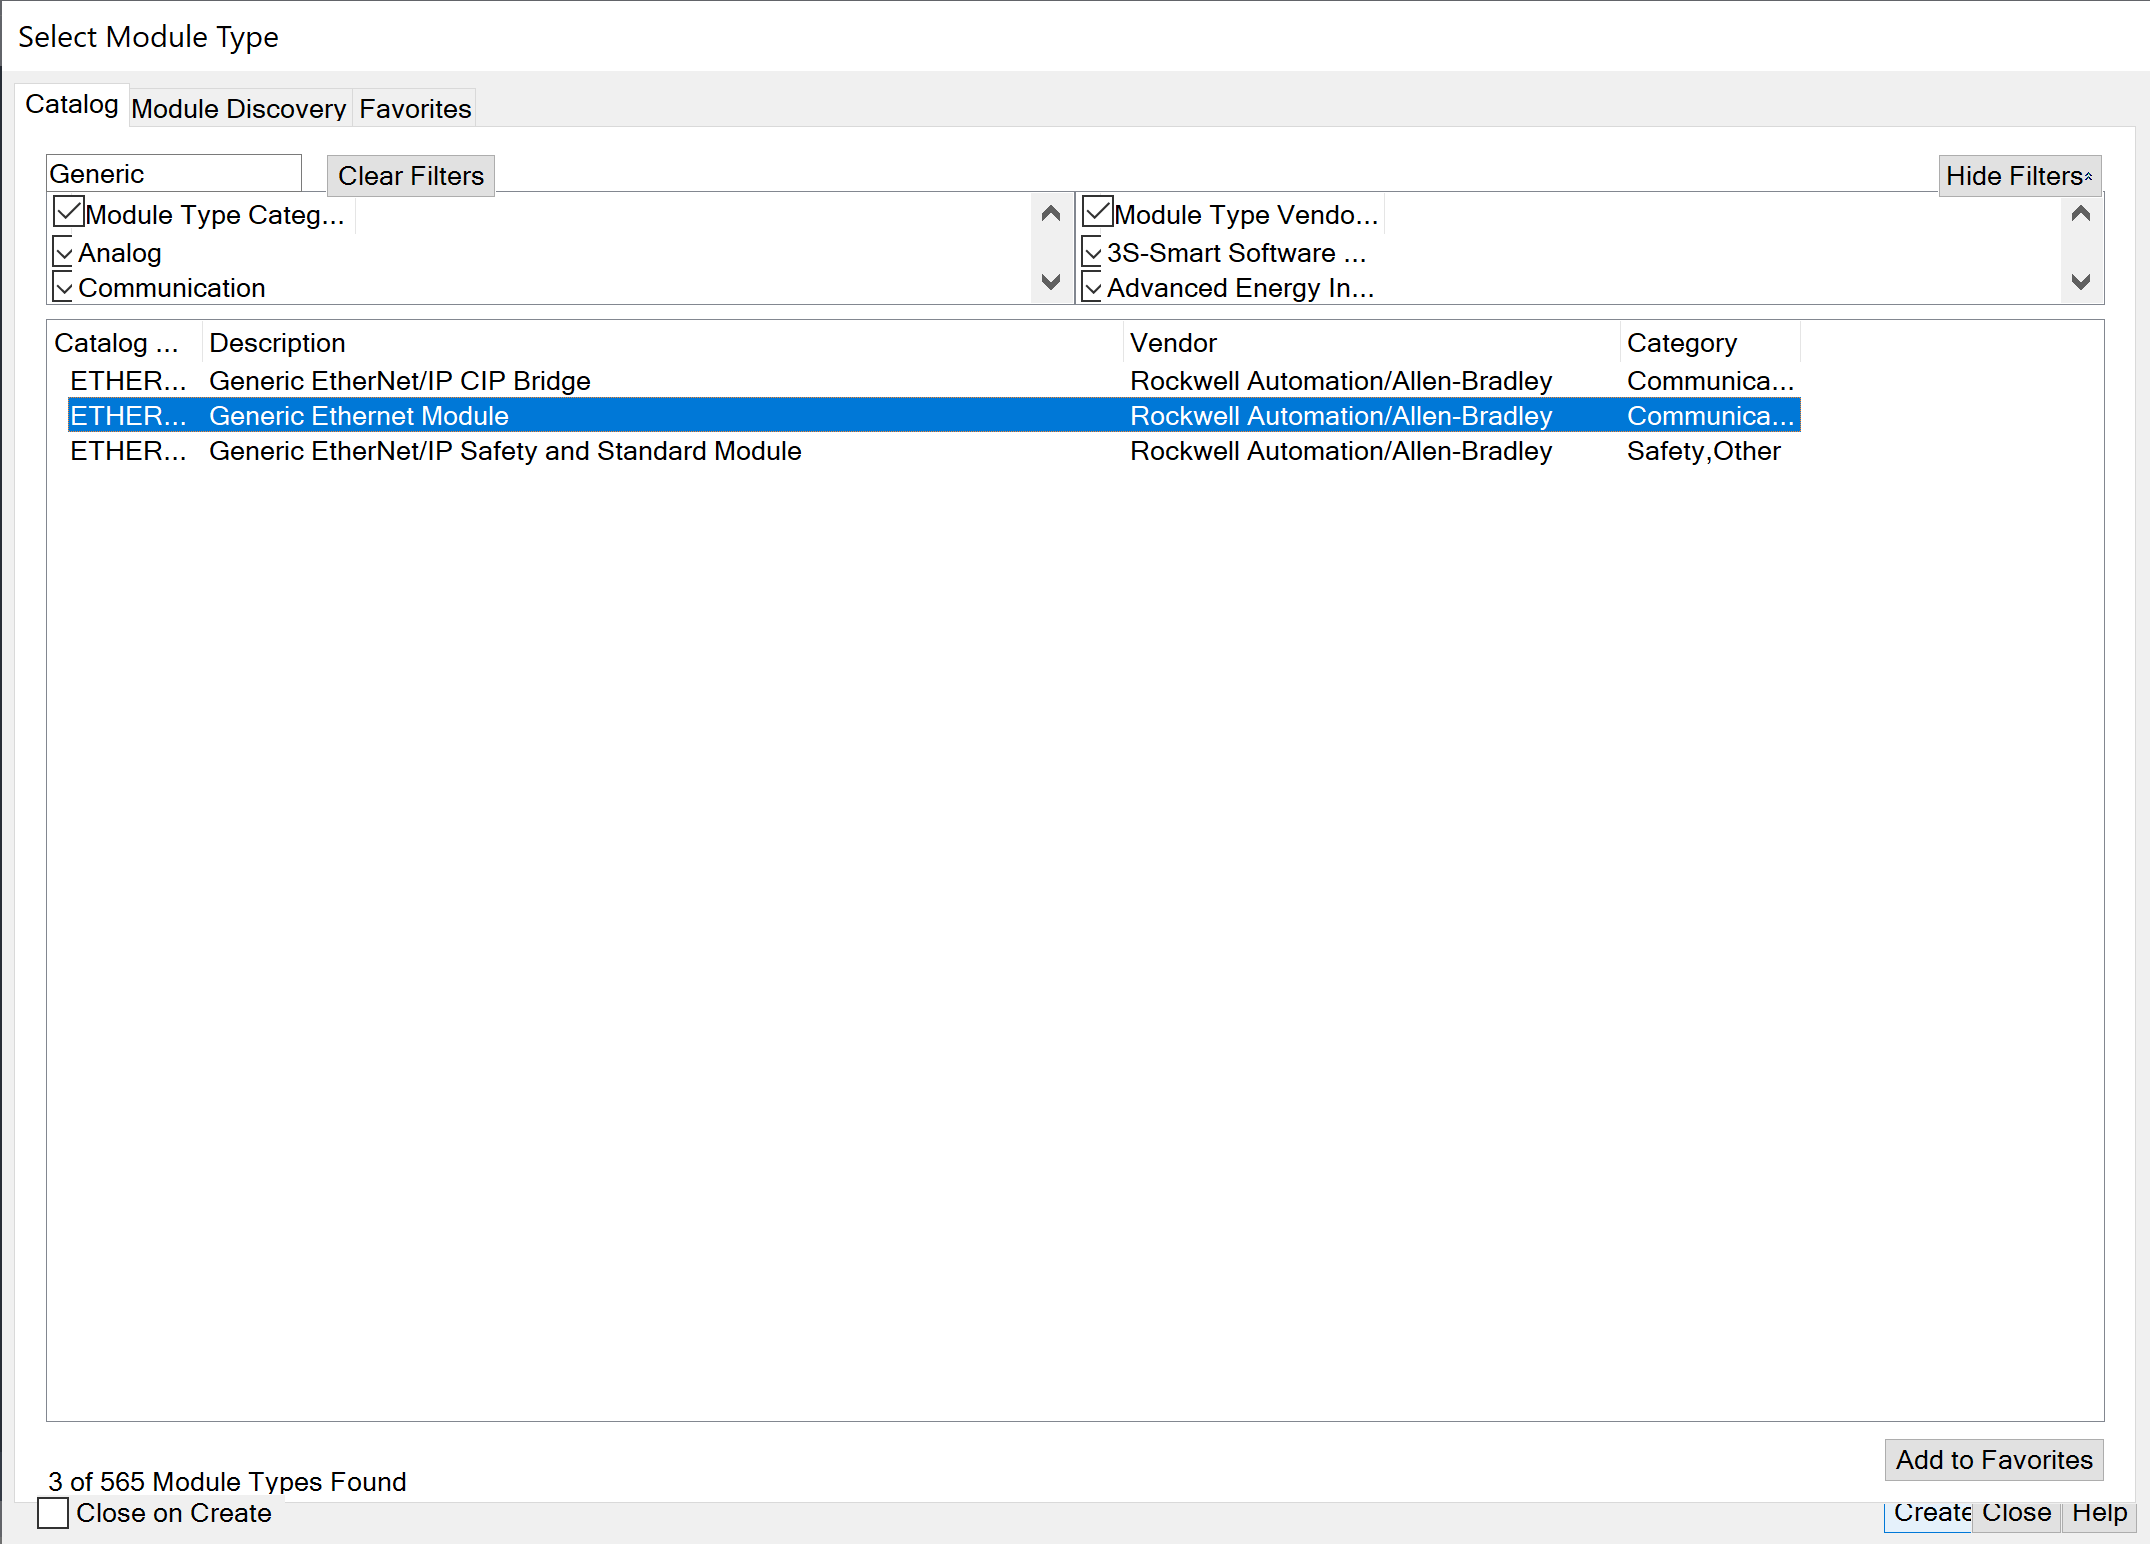 Select Module Type
Catalog Module Discovery Favorites
Generic Clear Filters Hide Filters
Module Type Categ... Module Type Vendo...
Analog 3S-Smart Software ...
Communication Advanced Energy In...
Catalog ... Description Vendor Category
ETHER... Generic EtherNet/IP CIP Bridge Rockwell Automation/Allen-Bradley Communica...
ETHER... Generic Ethernet Module Rockwell Automation/Allen-Bradley Communica...
ETHER... Generic EtherNet/IP Safety and Standard Module Rockwell Automation/Allen-Bradley Safety,Other
Add to Favorites
3 of 565 Module Types Found
Close on Create Create Close Help